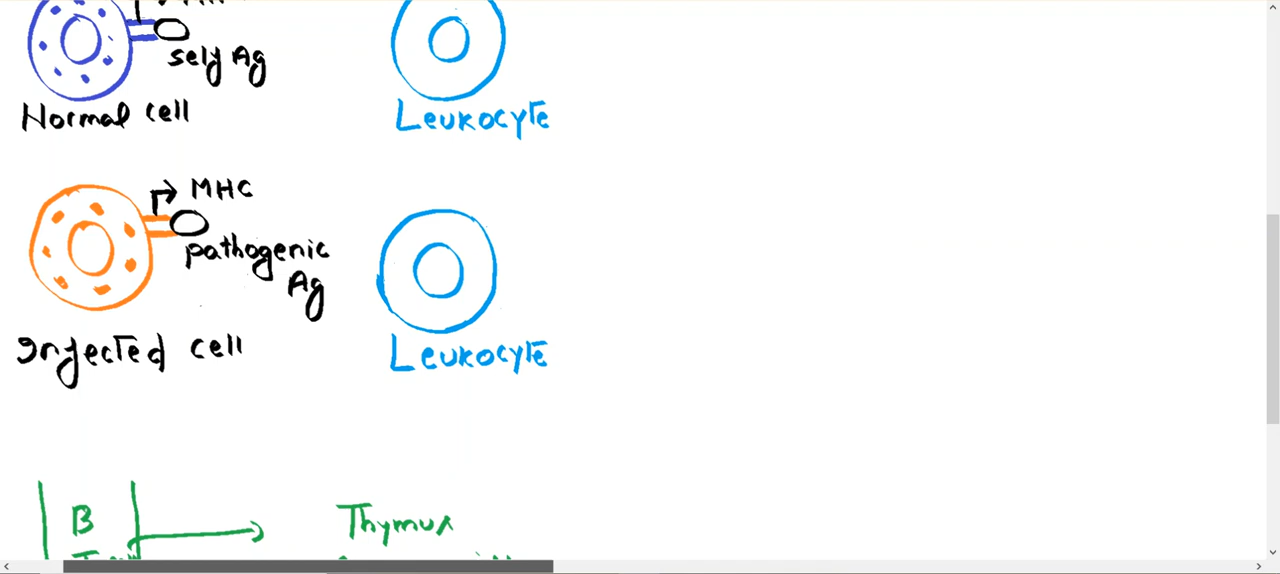 self Ag
Normal cell
Leukocyte
MHC
pathogenic
Ag
Infected cell
Leukocyte
B
Thymus